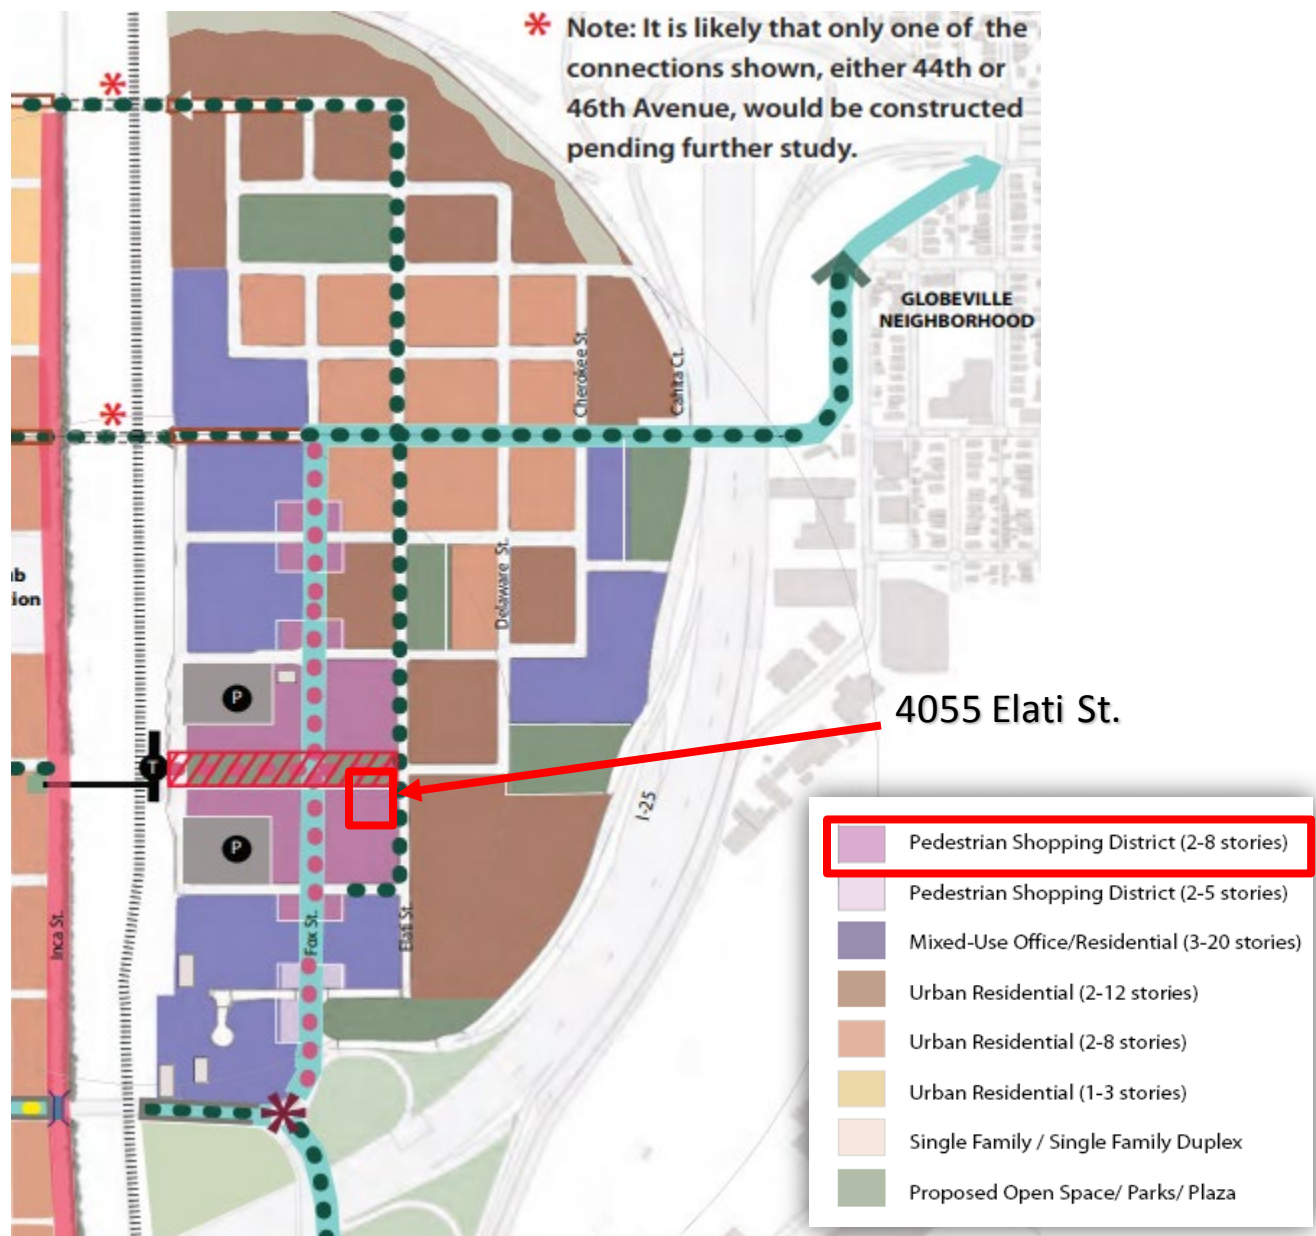 * Note: It is likely that only one of the
connections shown, either 44th or
46th Avenue, would be constructed
pending further study.
*
GLOBEVILLE
NEIGHBORHOOD
Cherokee St.
Cahita Ct.
*
Delaware St.
P
4055 Elati St.
T
I-25
P
Inca St.
Fox St.
Elati St.
Pedestrian Shopping District (2-8 stories)
Pedestrian Shopping District (2-5 stories)
Mixed-Use Office/Residential (3-20 stories)
Urban Residential (2-12 stories)
Urban Residential (2-8 stories)
Urban Residential (1-3 stories)
Single Family / Single Family Duplex
Proposed Open Space/ Parks/ Plaza